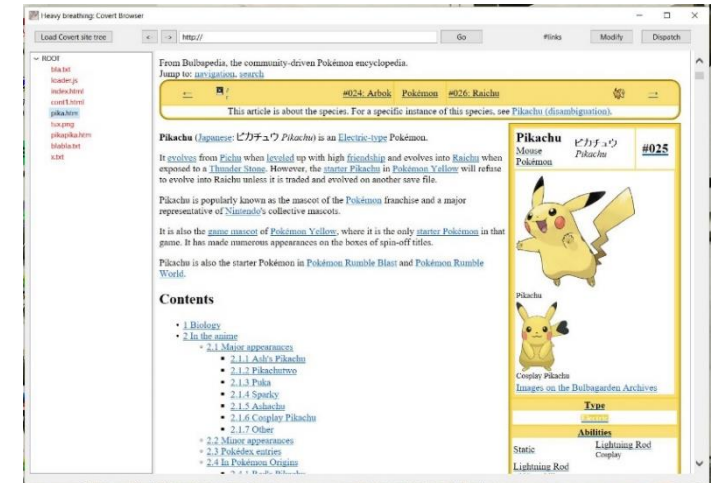 Heavy breathing: Covert Browser
Load Covert site tree
<-
->
http://
Go
#links
Modify
Dispatch
ROOT
bla.txt
loader.js
index.html
cont1.html
pika.htm
lua.png
pikapika.htm
blabla.txt
x.txt
From Bulbapedia, the community-driven Pokémon encyclopedia.
Jump to: navigation, search
← #024: Arbok Pokémon #026: Raichu →
This article is about the species. For a specific instance of this species, see Pikachu (disambiguation).
Pikachu (Japanese: ピカチュウ Pikachu) is an Electric-type Pokémon.
It evolves from Pichu when leveled up with high friendship and evolves into Raichu when
exposed to a Thunder Stone. However, the starter Pikachu in Pokémon Yellow will refuse
to evolve into Raichu unless it is traded and evolved on another save file.
Pikachu is popularly known as the mascot of the Pokémon franchise and a major
representative of Nintendo's collective mascots.
It is also the game mascot of Pokémon Yellow, where it is the only starter Pokémon in that
game. It has made numerous appearances on the boxes of spin-off titles.
Pikachu is also the starter Pokémon in Pokémon Rumble Blast and Pokémon Rumble
World.
Contents
1 Biology
2 In the anime
2.1 Major appearances
2.1.1 Ash's Pikachu
2.1.2 Pikachutwo
2.1.3 Puka
2.1.4 Sparky
2.1.5 Ashachu
2.1.6 Cosplay Pikachu
2.1.7 Other
2.2 Minor appearances
2.3 Pokédex entries
2.4 In Pokémon Origins
2.4.1 Red's Pikachu
Pikachu
Mouse
Pokémon
ピカチュウ
Pikachu
#025
Pikachu
Cosplay Pikachu
Images on the Bulbagarden Archives
Type
Electric
Abilities
Static
Lightning Rod
Cosplay
Lightning Rod